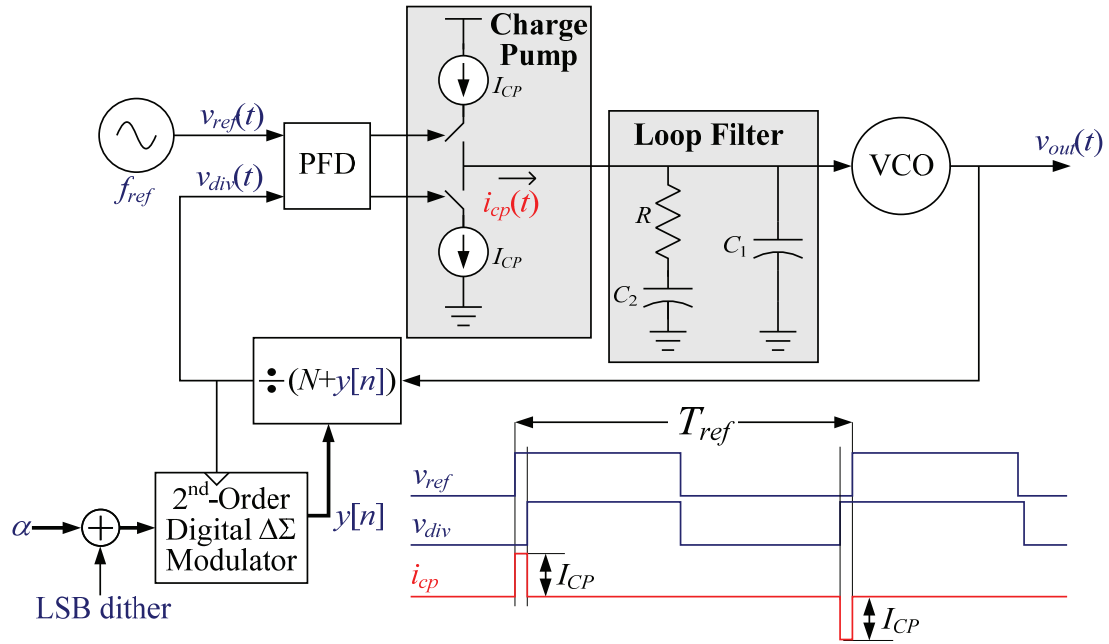 Charge
Pump
I_CP
v_ref(t)
f_ref
v_div(t)
PFD
i_cp(t)
I_CP
Loop Filter
R
C_2
C_1
VCO
v_out(t)
÷(N+y[n])
α
LSB dither
2nd-Order
Digital ΔΣ
Modulator
y[n]
T_ref
v_ref
v_div
i_cp
I_CP
I_CP